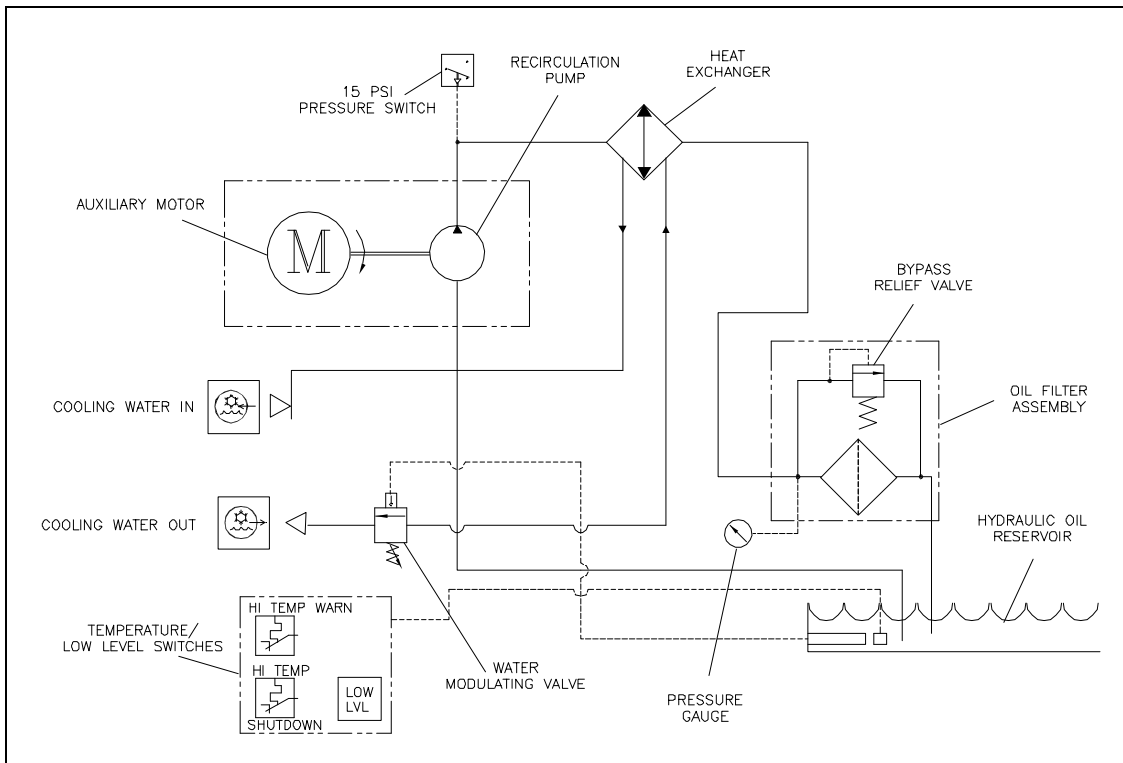 15 PSI
PRESSURE SWITCH
RECIRCULATION
PUMP
HEAT
EXCHANGER
AUXILIARY MOTOR
M
BYPASS
RELIEF VALVE
COOLING WATER IN
OIL FILTER
ASSEMBLY
COOLING WATER OUT
HYDRAULIC OIL
RESERVOIR
HI TEMP WARN
TEMPERATURE/
LOW LEVEL SWITCHES
HI TEMP
SHUTDOWN
LOW
LVL
WATER
MODULATING VALVE
PRESSURE
GAUGE